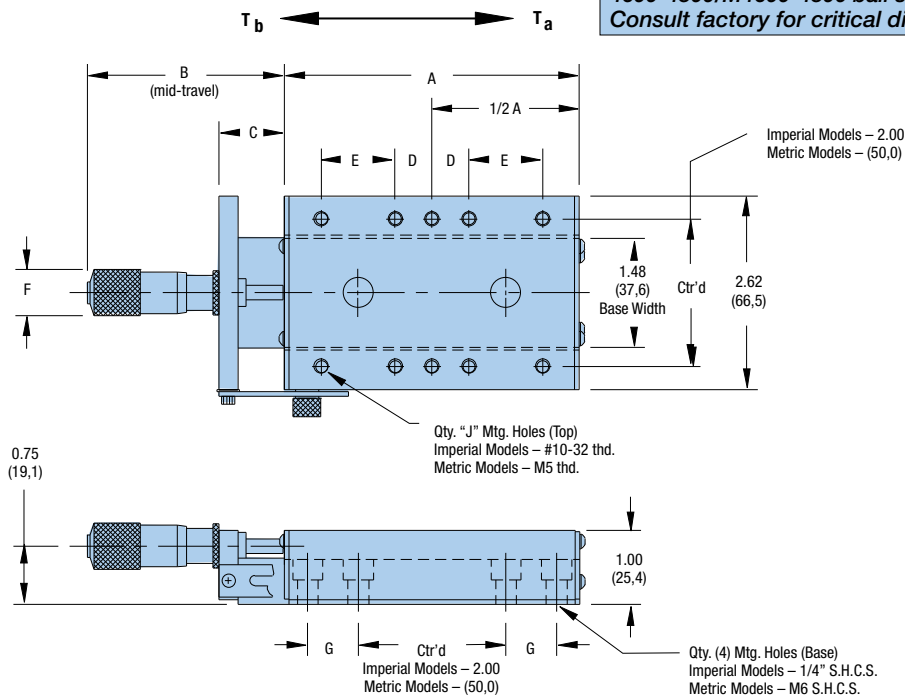 Consult factory for critical di
T b
T a
B
(mid-travel)
A
1/2 A
C
E
D
D
E
Imperial Models – 2.00
Metric Models – (50,0)
F
1.48
(37,6)
Base Width
Ctr'd
2.62
(66,5)
Qty. “J” Mtg. Holes (Top)
Imperial Models – #10-32 thd.
Metric Models – M5 thd.
0.75
(19,1)
1.00
(25,4)
G
Ctr'd
G
Imperial Models – 2.00
Metric Models – (50,0)
Qty. (4) Mtg. Holes (Base)
Imperial Models – 1/4” S.H.C.S.
Metric Models – M6 S.H.C.S.